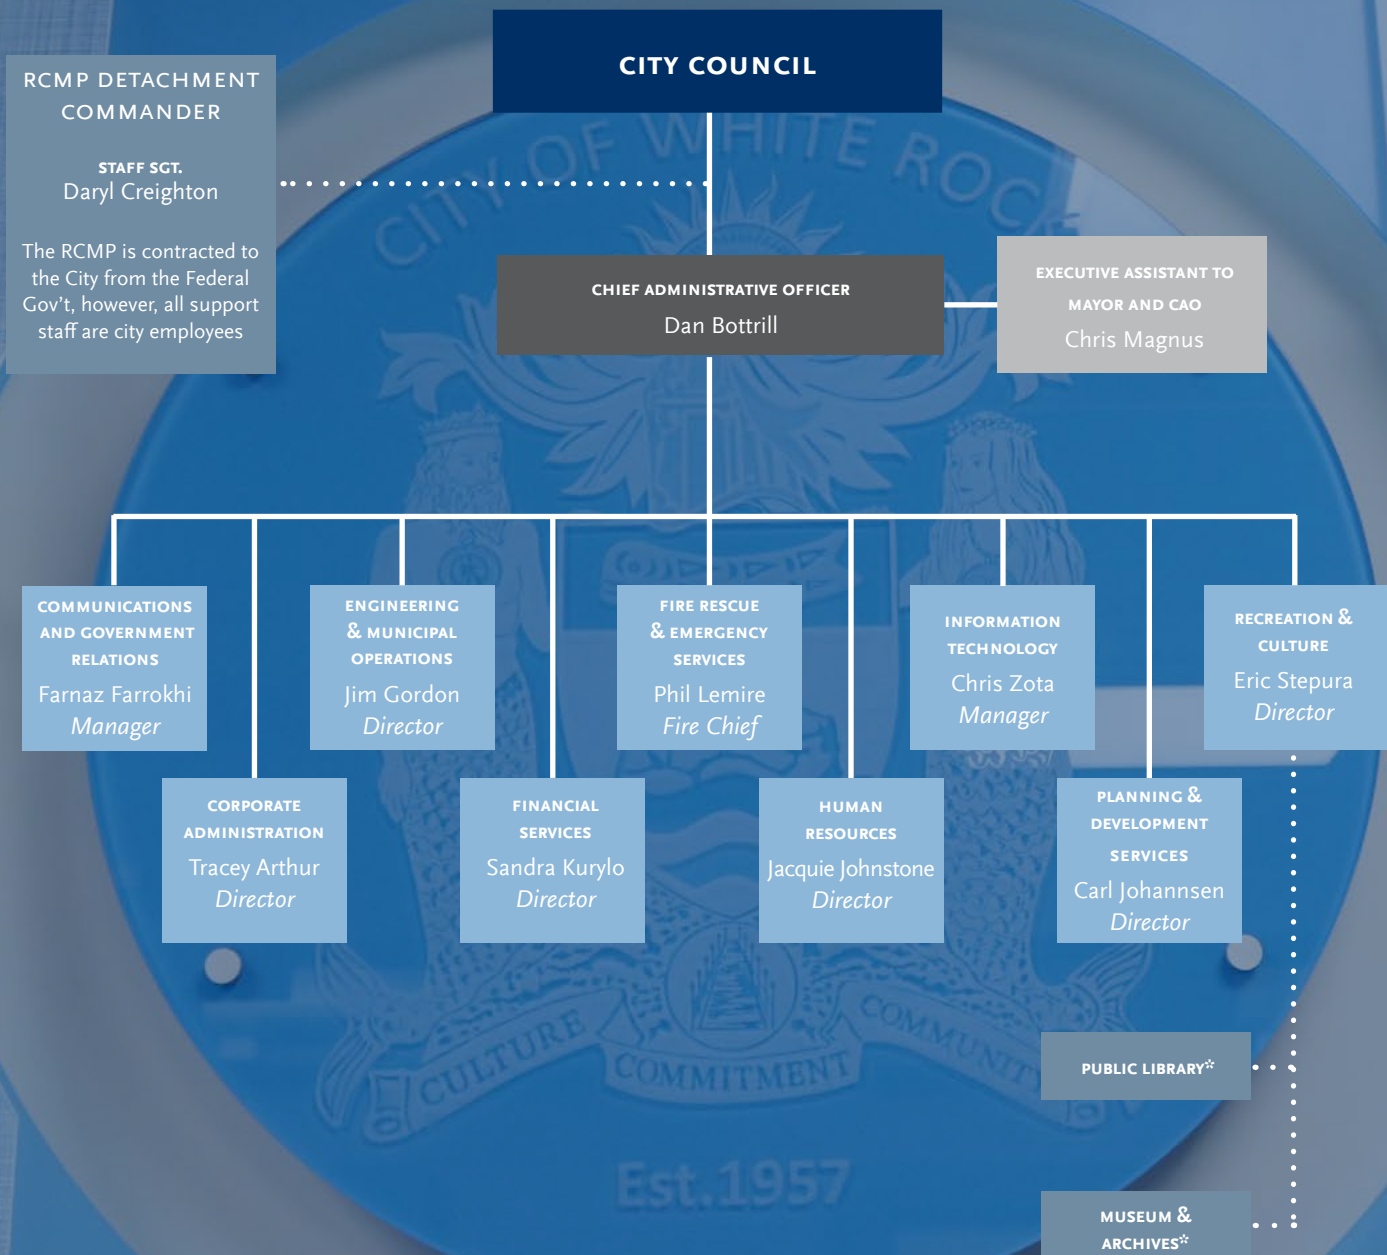 CITY COUNCIL
RCMP DETACHMENT
COMMANDER
STAFF SGT.
Daryl Creighton
The RCMP is contracted to
the City from the Federal
Gov't, however, all support
staff are city employees
CHIEF ADMINISTRATIVE OFFICER
Dan Bottrill
EXECUTIVE ASSISTANT TO
MAYOR AND CAO
Chris Magnus
COMMUNICATIONS
AND GOVERNMENT
RELATIONS
Farnaz Farrokhi
Manager
ENGINEERING
& MUNICIPAL
OPERATIONS
Jim Gordon
Director
FIRE RESCUE
& EMERGENCY
SERVICES
Phil Lemire
Fire Chief
INFORMATION
TECHNOLOGY
Chris Zota
Manager
RECREATION &
CULTURE
Eric Stepura
Director
CORPORATE
ADMINISTRATION
Tracey Arthur
Director
FINANCIAL
SERVICES
Sandra Kurylo
Director
HUMAN
RESOURCES
Jacquie Johnstone
Director
PLANNING &
DEVELOPMENT
SERVICES
Carl Johannsen
Director
PUBLIC LIBRARY*
MUSEUM &
ARCHIVES*
CITY OF WHITE ROCK
CULTURE
COMMITMENT
COMMUNITY
Est.1957